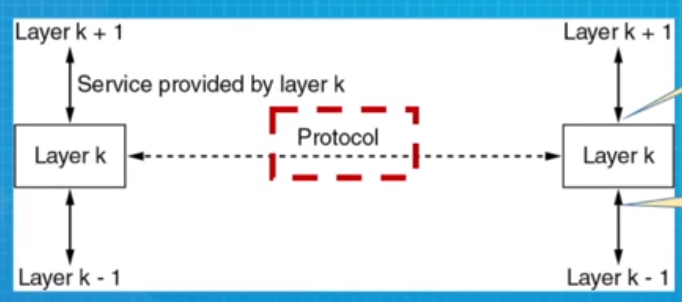 Layer k + 1
Layer k + 1
Service provided by layer k
Protocol
Layer k
Layer k
Layer k - 1
Layer k - 1